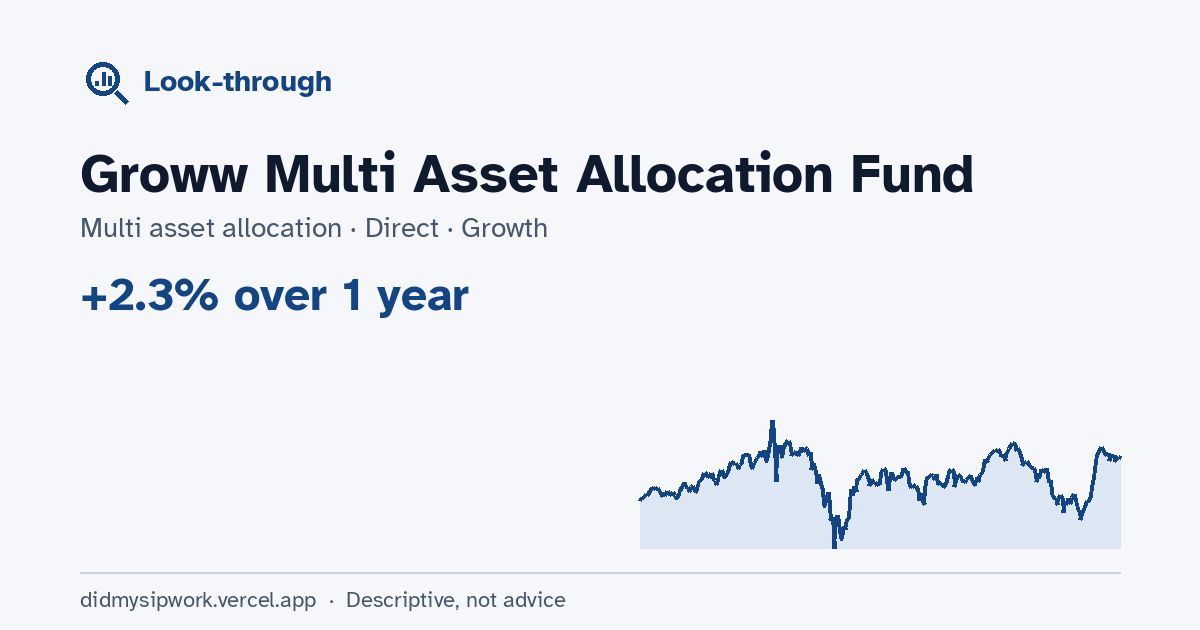 Look-through
Groww Multi Asset Allocation Fund
Multi asset allocation · Direct · Growth
+2.3% over 1 year
didmysipwork.vercel.app · Descriptive, not advice